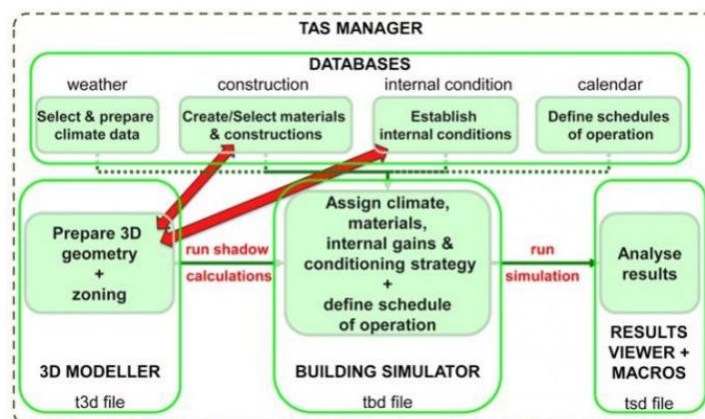 TAS MANAGER
DATABASES
weather
construction
internal condition
calendar
Select & prepare
climate data
Create/Select materials
& constructions
Establish
internal conditions
Define schedules
of operation
Prepare 3D
geometry
+
zoning
run shadow
calculations
Assign climate,
materials,
internal gains &
conditioning strategy
+
define schedule
of operation
run
simulation
Analyse
results
3D MODELLER
t3d file
BUILDING SIMULATOR
tbd file
RESULTS
VIEWER +
MACROS
tsd file